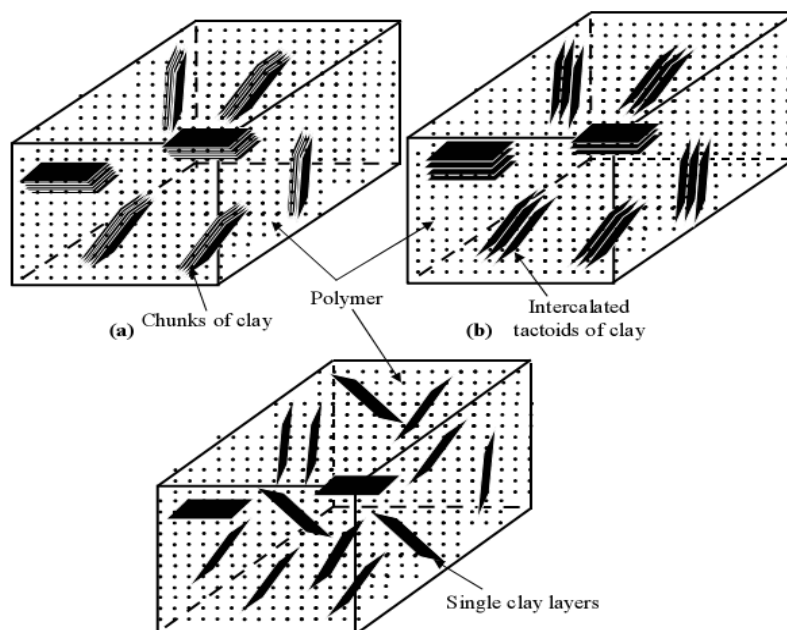 Polymer
(a)
Chunks of clay
(b)
Intercalated
tactoids of clay
Single clay layers